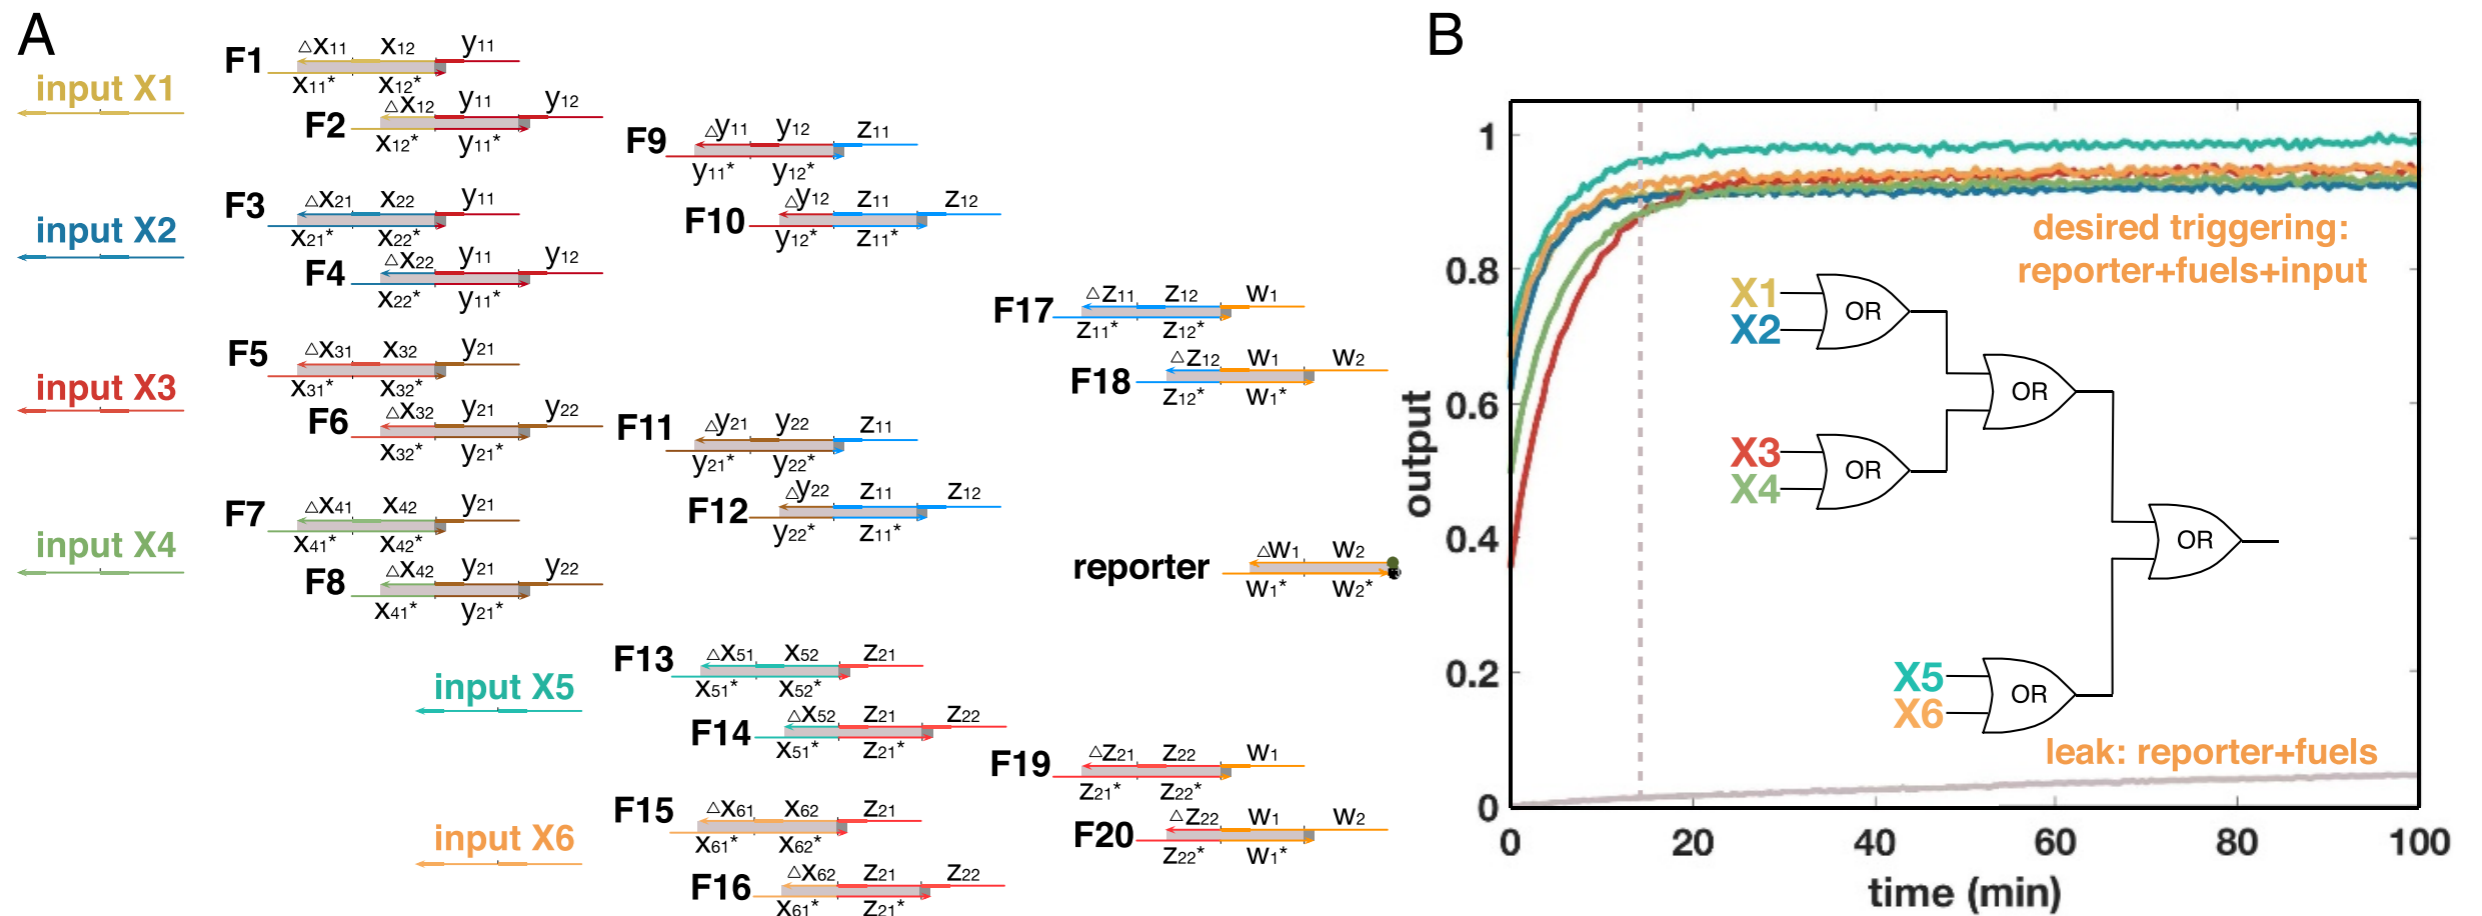 A
input X1
F1
△x11 x12 y11
x11* x12*
F2
△x12 y11 y12
x12* y11*
input X2
F3
△x21 x22 y11
x21* x22*
F4
△x22 y11 y12
x22* y11*
input X3
F5
△x31 x32 y21
x31* x32*
F6
△x32 y21 y22
x32* y21*
input X4
F7
△x41 x42 y21
x41* x42*
F8
△x42 y21 y22
x41* y21*
F9
△y11 y12 z11
y11* y12*
F10
△y12 z11 z12
y12* z11*
F11
△y21 y22 z11
y21* y22*
F12
△y22 z11 z12
y22* z11*
input X5
F13
△x51 x52 z21
x51* x52*
F14
△x52 z21 z22
x51* z21*
input X6
F15
△x61 x62 z21
x61* x62*
F16
△x62 z21 z22
x61* z21*
F17
△z11 z12 w1
z11* z12*
F18
△z12 w1 w2
z12* w1*
reporter
△w1 w2
w1* w2*
F19
△z21 z22 w1
z21* z22*
F20
△z22 w1 w2
z22* w1*
B
output
1
0.8
0.6
0.4
0.2
0
0 20 40 60 80 100
time (min)
desired triggering:
reporter+fuels+input
X1
X2
OR
OR
X3
X4
OR
OR
X5
X6
OR
leak: reporter+fuels